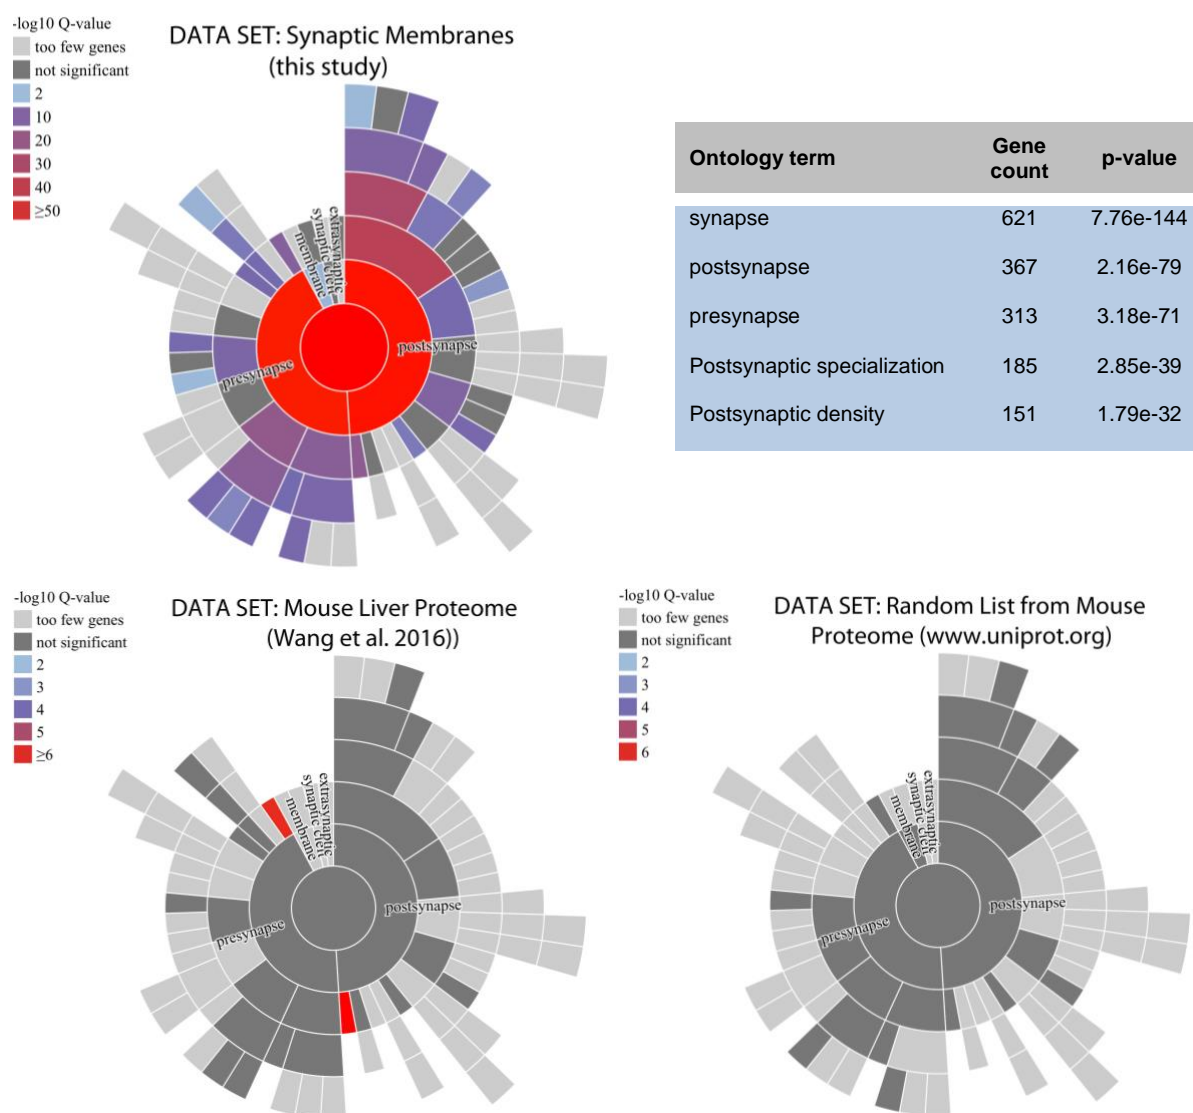 -log10 Q-value
too few genes
not significant
2
10
20
30
40
≥50
DATA SET: Synaptic Membranes
(this study)
extrasynaptic
synaptic cleft
membrane
postsynapse
presynapse
Ontology term Gene count p-value
synapse 621 7.76e-144
postsynapse 367 2.16e-79
presynapse 313 3.18e-71
Postsynaptic specialization 185 2.85e-39
Postsynaptic density 151 1.79e-32
-log10 Q-value
too few genes
not significant
2
3
4
5
≥6
DATA SET: Mouse Liver Proteome
(Wang et al. 2016))
extrasynaptic
synaptic cleft
membrane
postsynapse
presynapse
-log10 Q-value
too few genes
not significant
2
3
4
5
6
DATA SET: Random List from Mouse
Proteome (www.uniprot.org)
extrasynaptic
synaptic cleft
membrane
postsynapse
presynapse